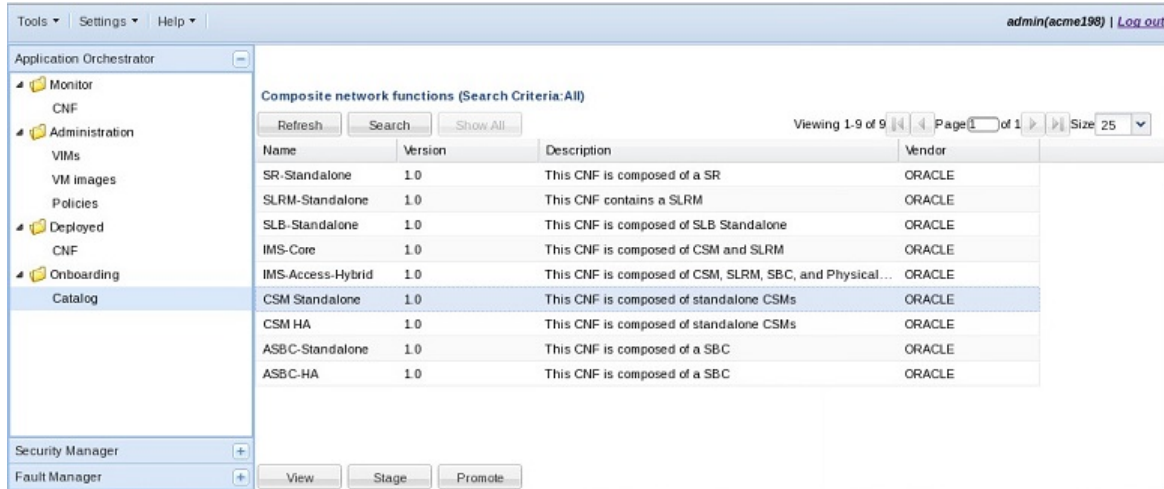 Tools Settings Help admin(acme198) | Log out
Application Orchestrator
Monitor
CNF
Administration
VIMs
VM images
Policies
Deployed
CNF
Onboarding
Catalog
Security Manager
Fault Manager
Composite network functions (Search Criteria:All)
Refresh Search Show All Viewing 1-9 of 9 Page 1 of 1 Size 25
Name Version Description Vendor
SR-Standalone 1.0 This CNF is composed of a SR ORACLE
SLRM-Standalone 1.0 This CNF contains a SLRM ORACLE
SLB-Standalone 1.0 This CNF is composed of SLB Standalone ORACLE
IMS-Core 1.0 This CNF is composed of CSM and SLRM ORACLE
IMS-Access-Hybrid 1.0 This CNF is composed of CSM, SLRM, SBC, and Physical... ORACLE
CSM Standalone 1.0 This CNF is composed of standalone CSMs ORACLE
CSM HA 1.0 This CNF is composed of standalone CSMs ORACLE
ASBC-Standalone 1.0 This CNF is composed of a SBC ORACLE
ASBC-HA 1.0 This CNF is composed of a SBC ORACLE
View Stage Promote